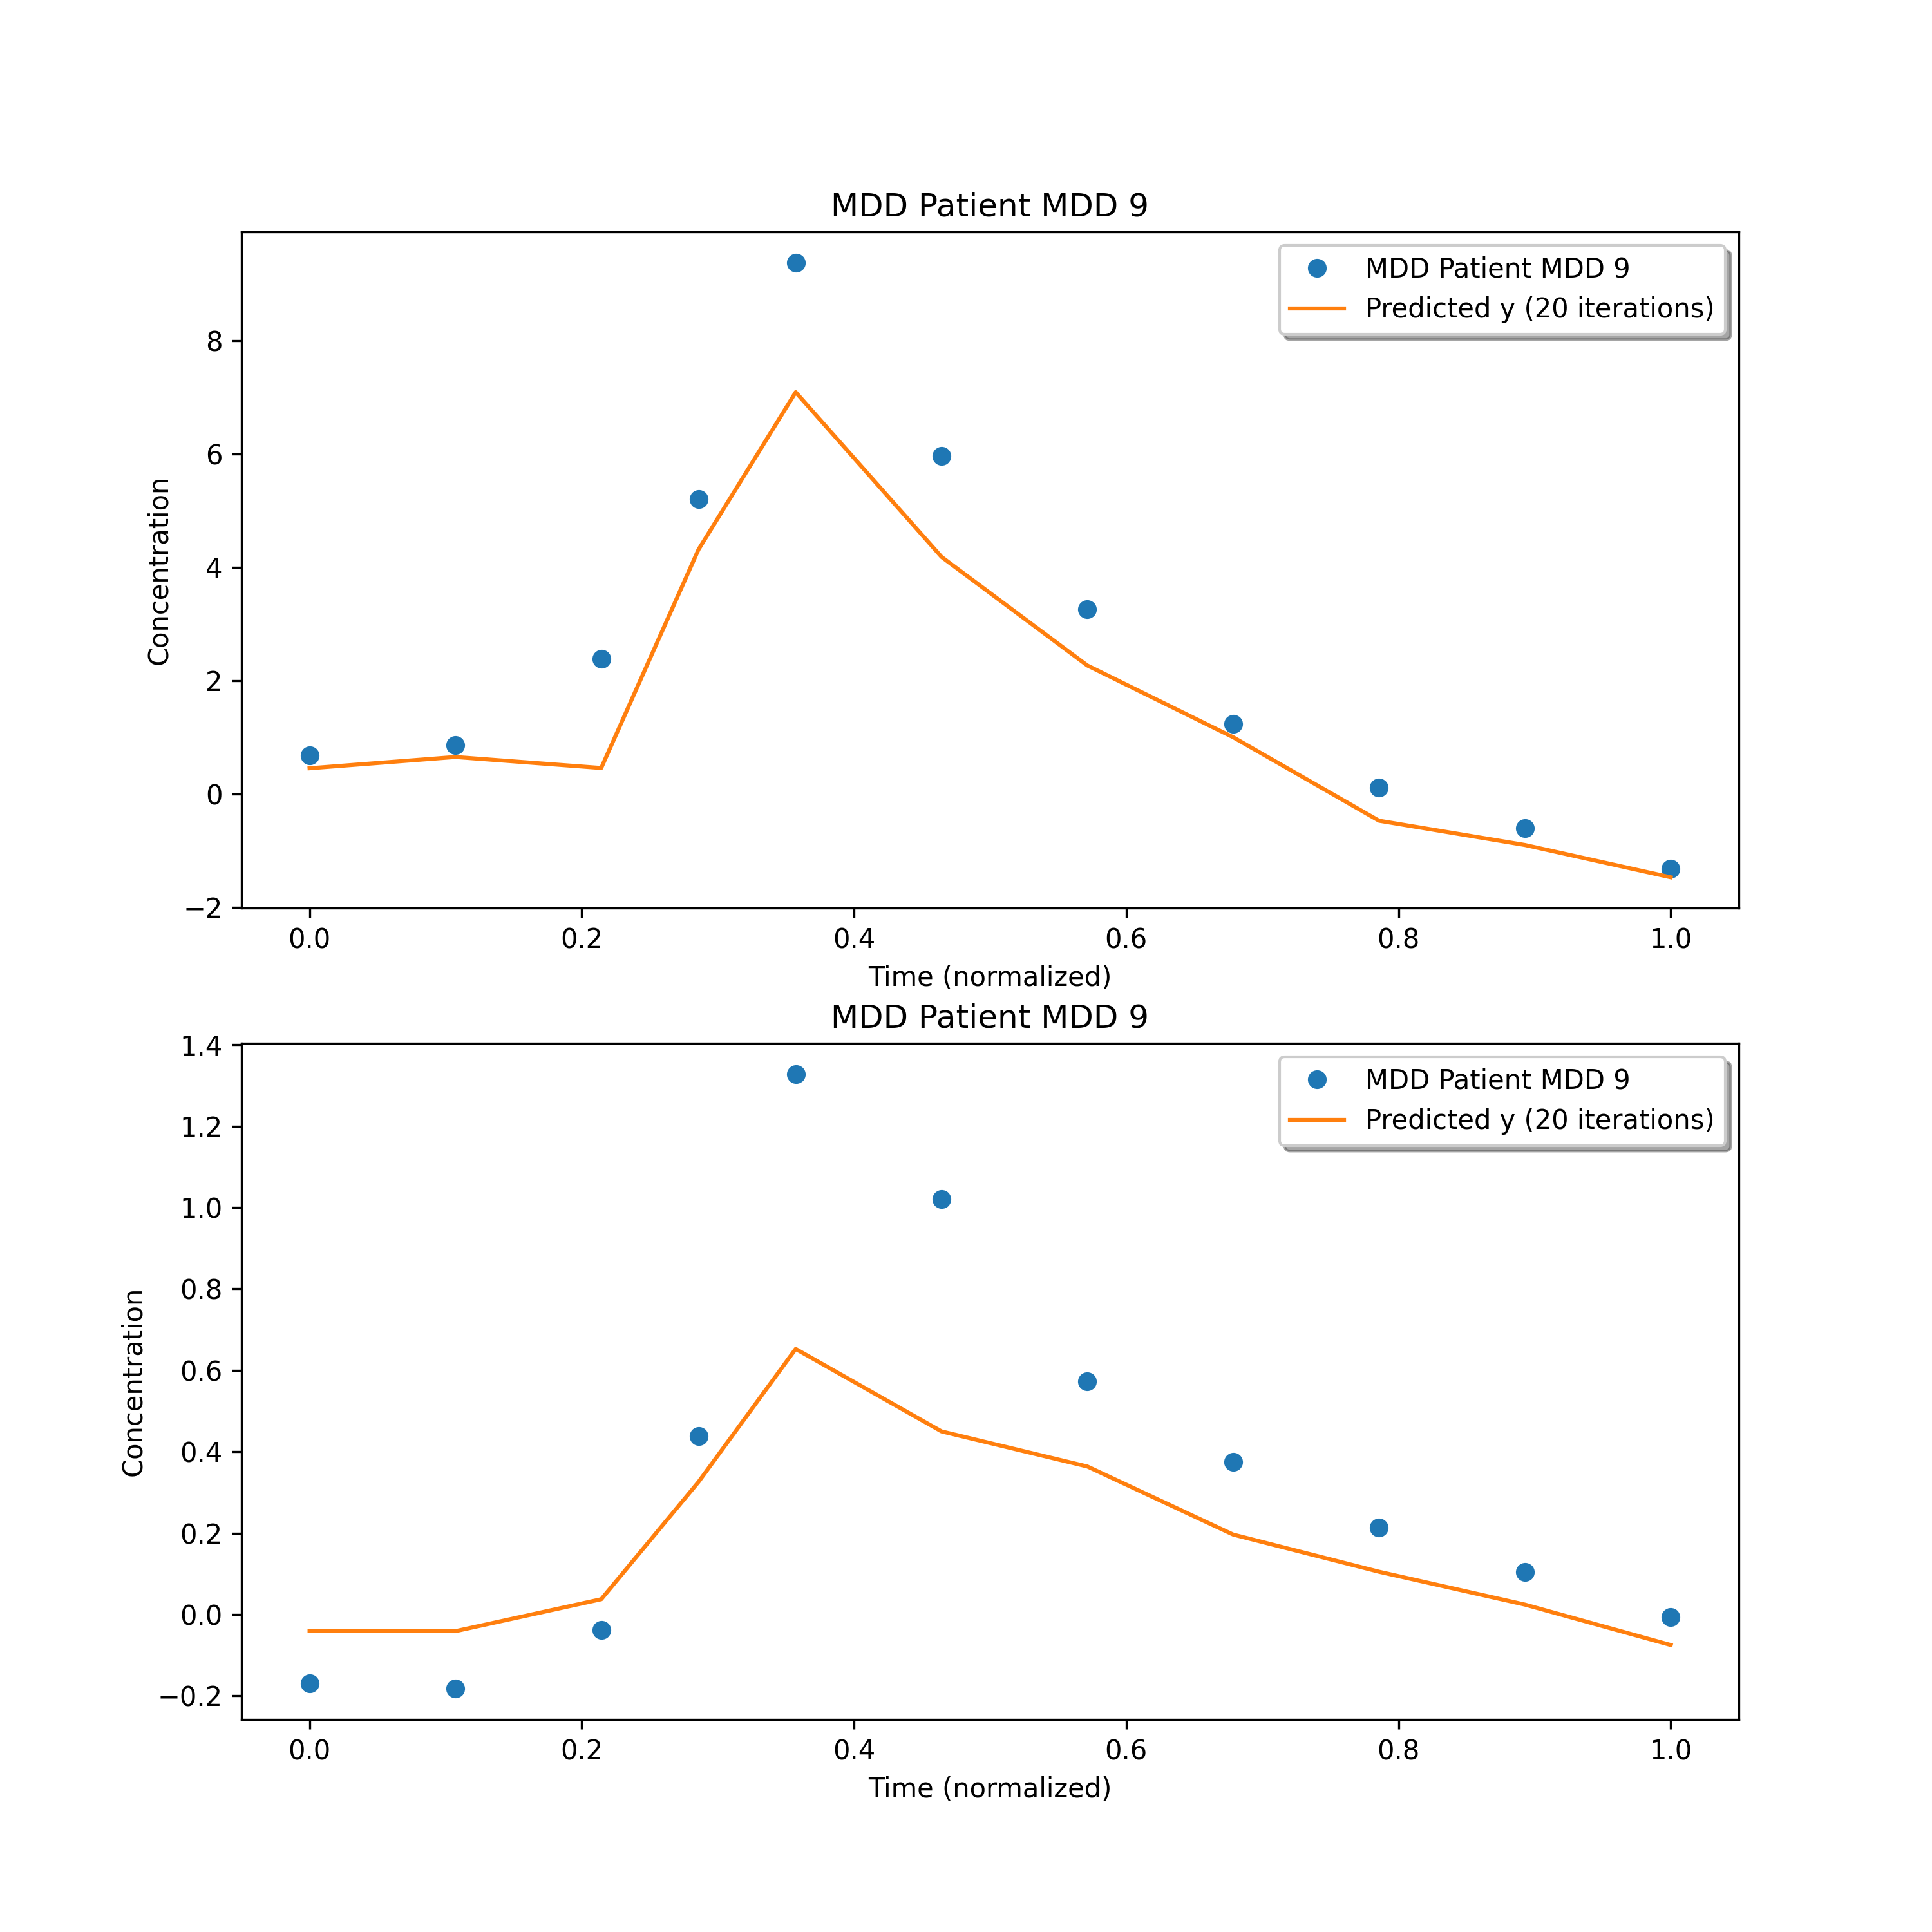 MDD Patient MDD 9
MDD Patient MDD 9
Predicted y (20 iterations)
8
6
4
2
0
−2
Concentration
0.0 0.2 0.4 0.6 0.8 1.0
Time (normalized)
MDD Patient MDD 9
MDD Patient MDD 9
Predicted y (20 iterations)
1.4
1.2
1.0
0.8
0.6
0.4
0.2
0.0
−0.2
Concentration
0.0 0.2 0.4 0.6 0.8 1.0
Time (normalized)